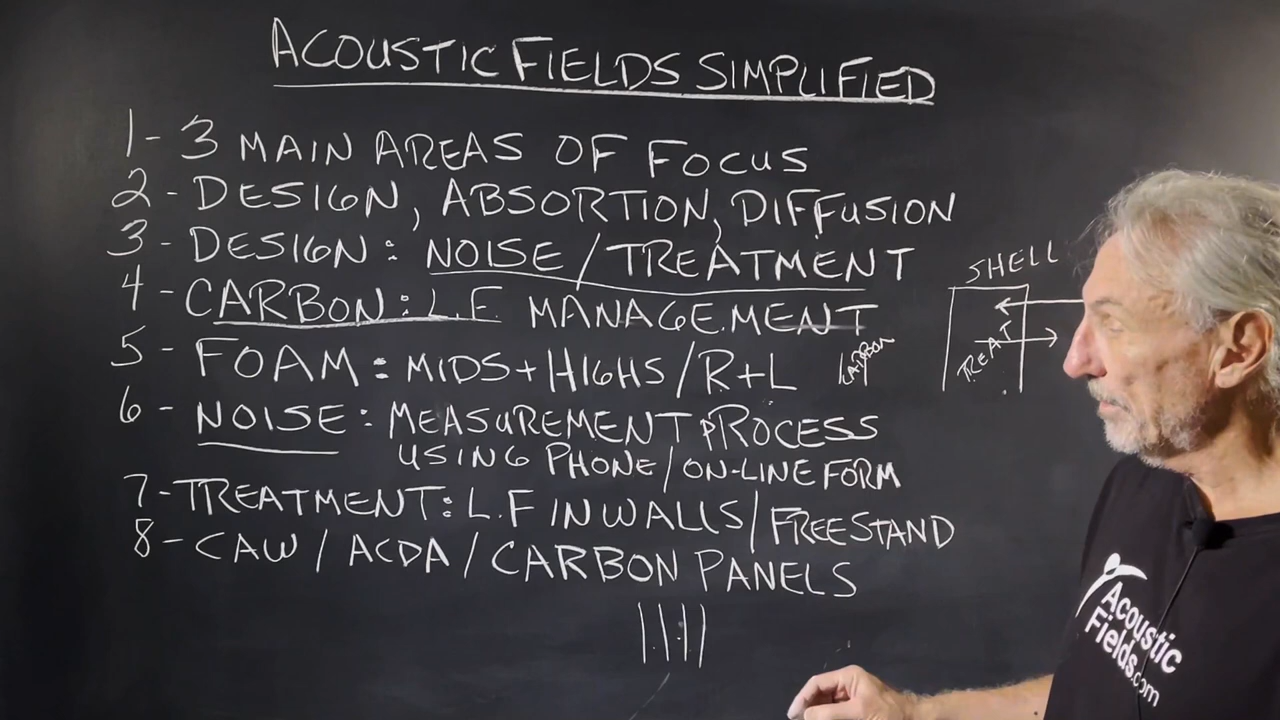 ACOUSTIC FIELDS SIMPLIFIED
1- 3 MAIN AREAS OF FOCUS
2- DESIGN, ABSORTION, DIFFUSION
3- DESIGN: NOISE/TREATMENT
4- CARBON: L.F. MANAGEMENT
5- FOAM: MIDS+HIGHS/R+L
6- NOISE: MEASUREMENT PROCESS
USING PHONE/ON-LINE FORM
7-TREATMENT: L.F IN WALLS/FREESTAND
8- CAW/ACDA/CARBON PANELS
CARBON
SHELL
TREAT
Acoustic
Fields.com